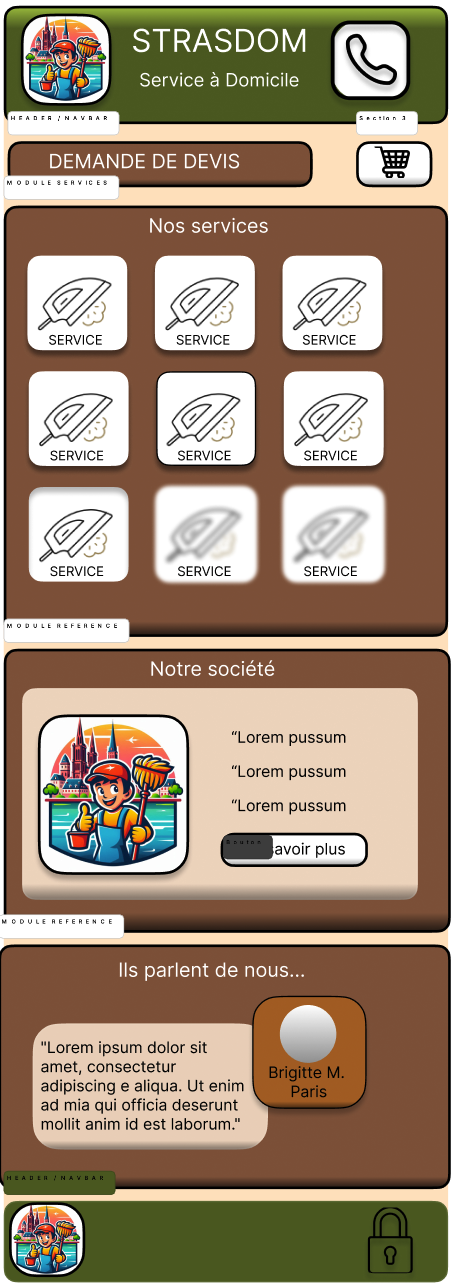 STRASDOM
Service à Domicile
HEADER / NAVBAR
Section 3
DEMANDE DE DEVIS
MODULE SERVICES
Nos services
SERVICE
SERVICE
SERVICE
SERVICE
SERVICE
SERVICE
SERVICE
SERVICE
SERVICE
MODULE REFERENCE
Notre société
“Lorem pussum
“Lorem pussum
“Lorem pussum
Bouton
savoir plus
MODULE REFERENCE
Ils parlent de nous...
"Lorem ipsum dolor sit
amet, consectetur
adipiscing e aliqua. Ut enim
ad mia qui officia deserunt
mollit anim id est laborum."
Brigitte M.
Paris
HEADER / NAVBAR